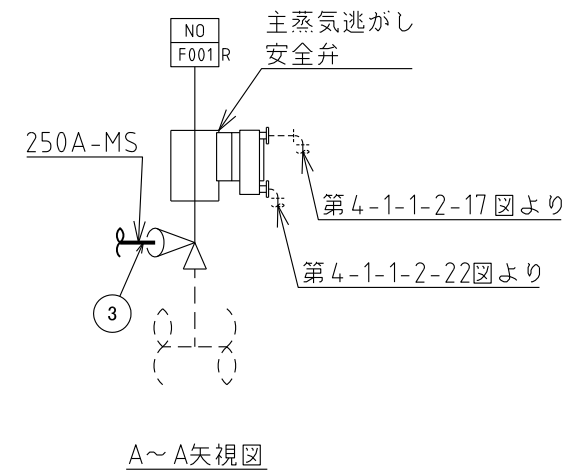 NO
F001 R
主蒸気逃がし
安全弁
250A-MS
第4-1-1-2-17図より
第4-1-1-2-22図より
3
A~A矢視図